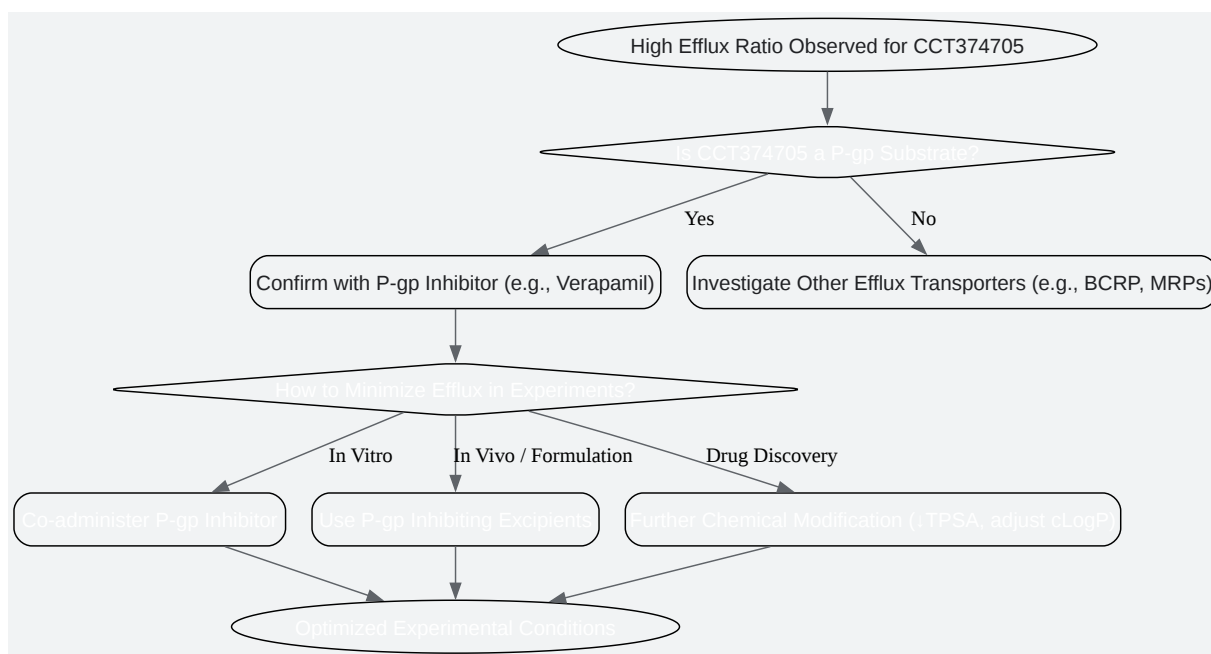 High Efflux Ratio Observed for CCT374705
Is CCT374705 a P-gp Substrate?
Yes
No
Confirm with P-gp Inhibitor (e.g., Verapamil)
Investigate Other Efflux Transporters (e.g., BCRP, MRPs)
How to Minimize Efflux in Experiments?
In Vitro
In Vivo / Formulation
Drug Discovery
Co-administer P-gp Inhibitor
Use P-gp Inhibiting Excipients
Further Chemical Modification (↓TPSA, adjust cLogP)
Optimized Experimental Conditions